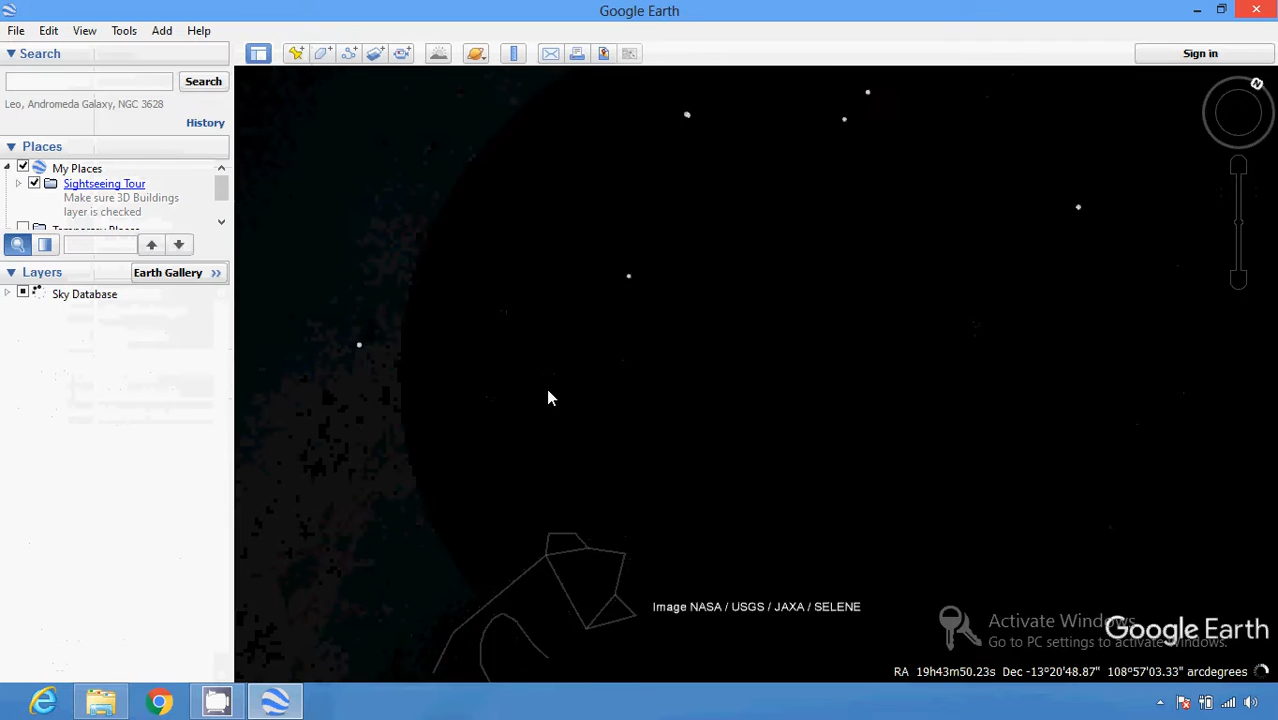 Google Earth
File Edit View Tools Add Help
Search
Sign in
Search
Leo, Andromeda Galaxy, NGC 3628
History
Places
My Places
Sightseeing Tour
Make sure 3D Buildings
layer is checked
Temporary Places
Layers
Earth Gallery >>
Sky Database
N
Image NASA / USGS / JAXA / SELENE
Activate Windows
Go to PC settings to activate Windows.
Google Earth
RA 19h43m50.23s Dec -13°20'48.87" 108°57'03.33" arcdegrees